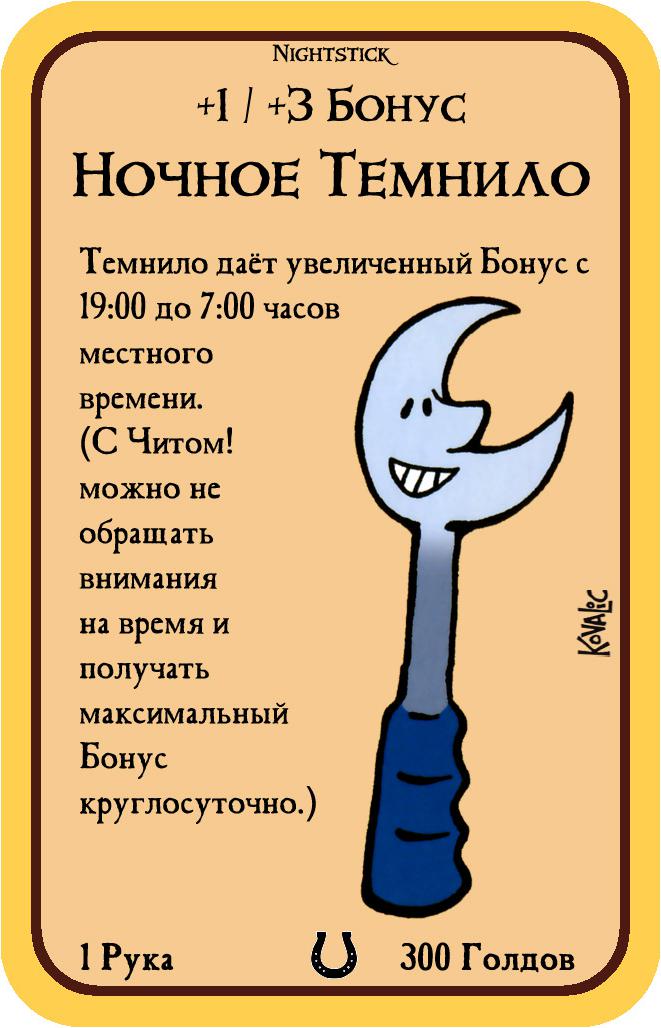 Nightstick
+1 / +3 Бонус
Ночное Темнило
Темнило даёт увеличенный Бонус с
19:00 до 7:00 часов
местного
времени.
(С Читом!
можно не
обращать
внимания
на время и
получать
максимальный
Бонус
круглосуточно.)
Kovalic
1 Рука
300 Голдов